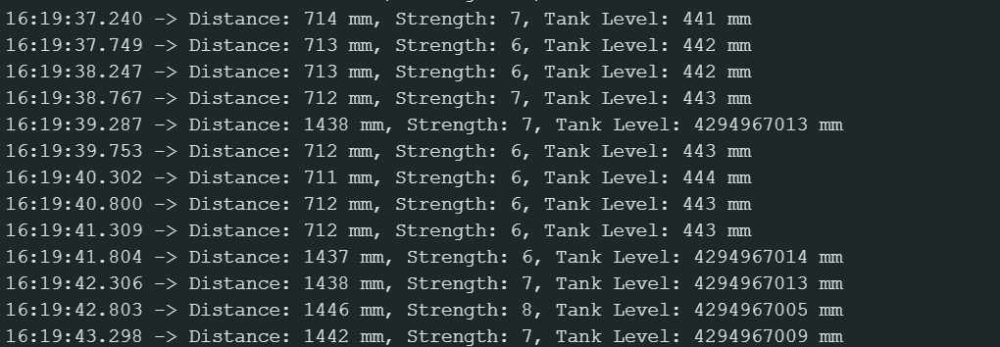 16:19:37.240 -> Distance: 714 mm, Strength: 7, Tank Level: 441 mm
16:19:37.749 -> Distance: 713 mm, Strength: 6, Tank Level: 442 mm
16:19:38.247 -> Distance: 713 mm, Strength: 6, Tank Level: 442 mm
16:19:38.767 -> Distance: 712 mm, Strength: 7, Tank Level: 443 mm
16:19:39.287 -> Distance: 1438 mm, Strength: 7, Tank Level: 4294967013 mm
16:19:39.753 -> Distance: 712 mm, Strength: 6, Tank Level: 443 mm
16:19:40.302 -> Distance: 711 mm, Strength: 6, Tank Level: 444 mm
16:19:40.800 -> Distance: 712 mm, Strength: 6, Tank Level: 443 mm
16:19:41.309 -> Distance: 712 mm, Strength: 6, Tank Level: 443 mm
16:19:41.804 -> Distance: 1437 mm, Strength: 6, Tank Level: 4294967014 mm
16:19:42.306 -> Distance: 1438 mm, Strength: 7, Tank Level: 4294967013 mm
16:19:42.803 -> Distance: 1446 mm, Strength: 8, Tank Level: 4294967005 mm
16:19:43.298 -> Distance: 1442 mm, Strength: 7, Tank Level: 4294967009 mm